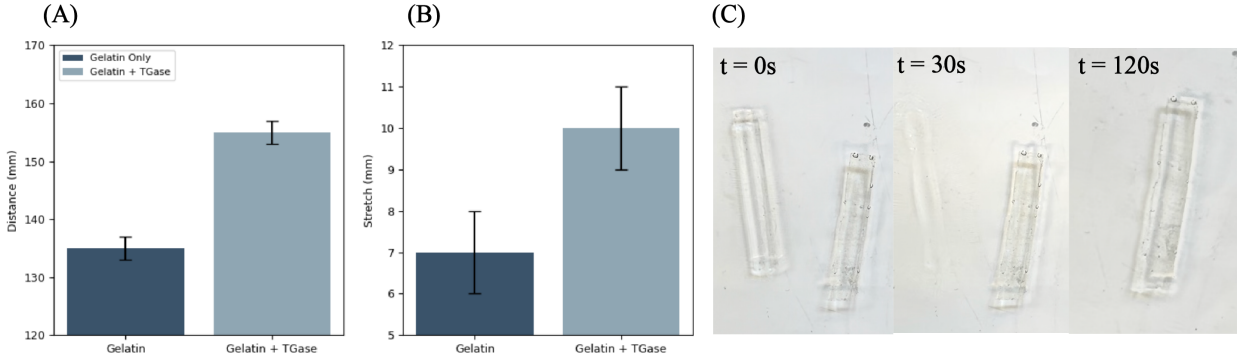 (A)
Distance (mm)
170
160
150
140
130
120
Gelatin Only
Gelatin + TGase
Gelatin
Gelatin + TGase
(B)
Stretch (mm)
12
11
10
9
8
7
6
5
Gelatin
Gelatin + TGase
(C)
t = 0s
t = 30s
t = 120s